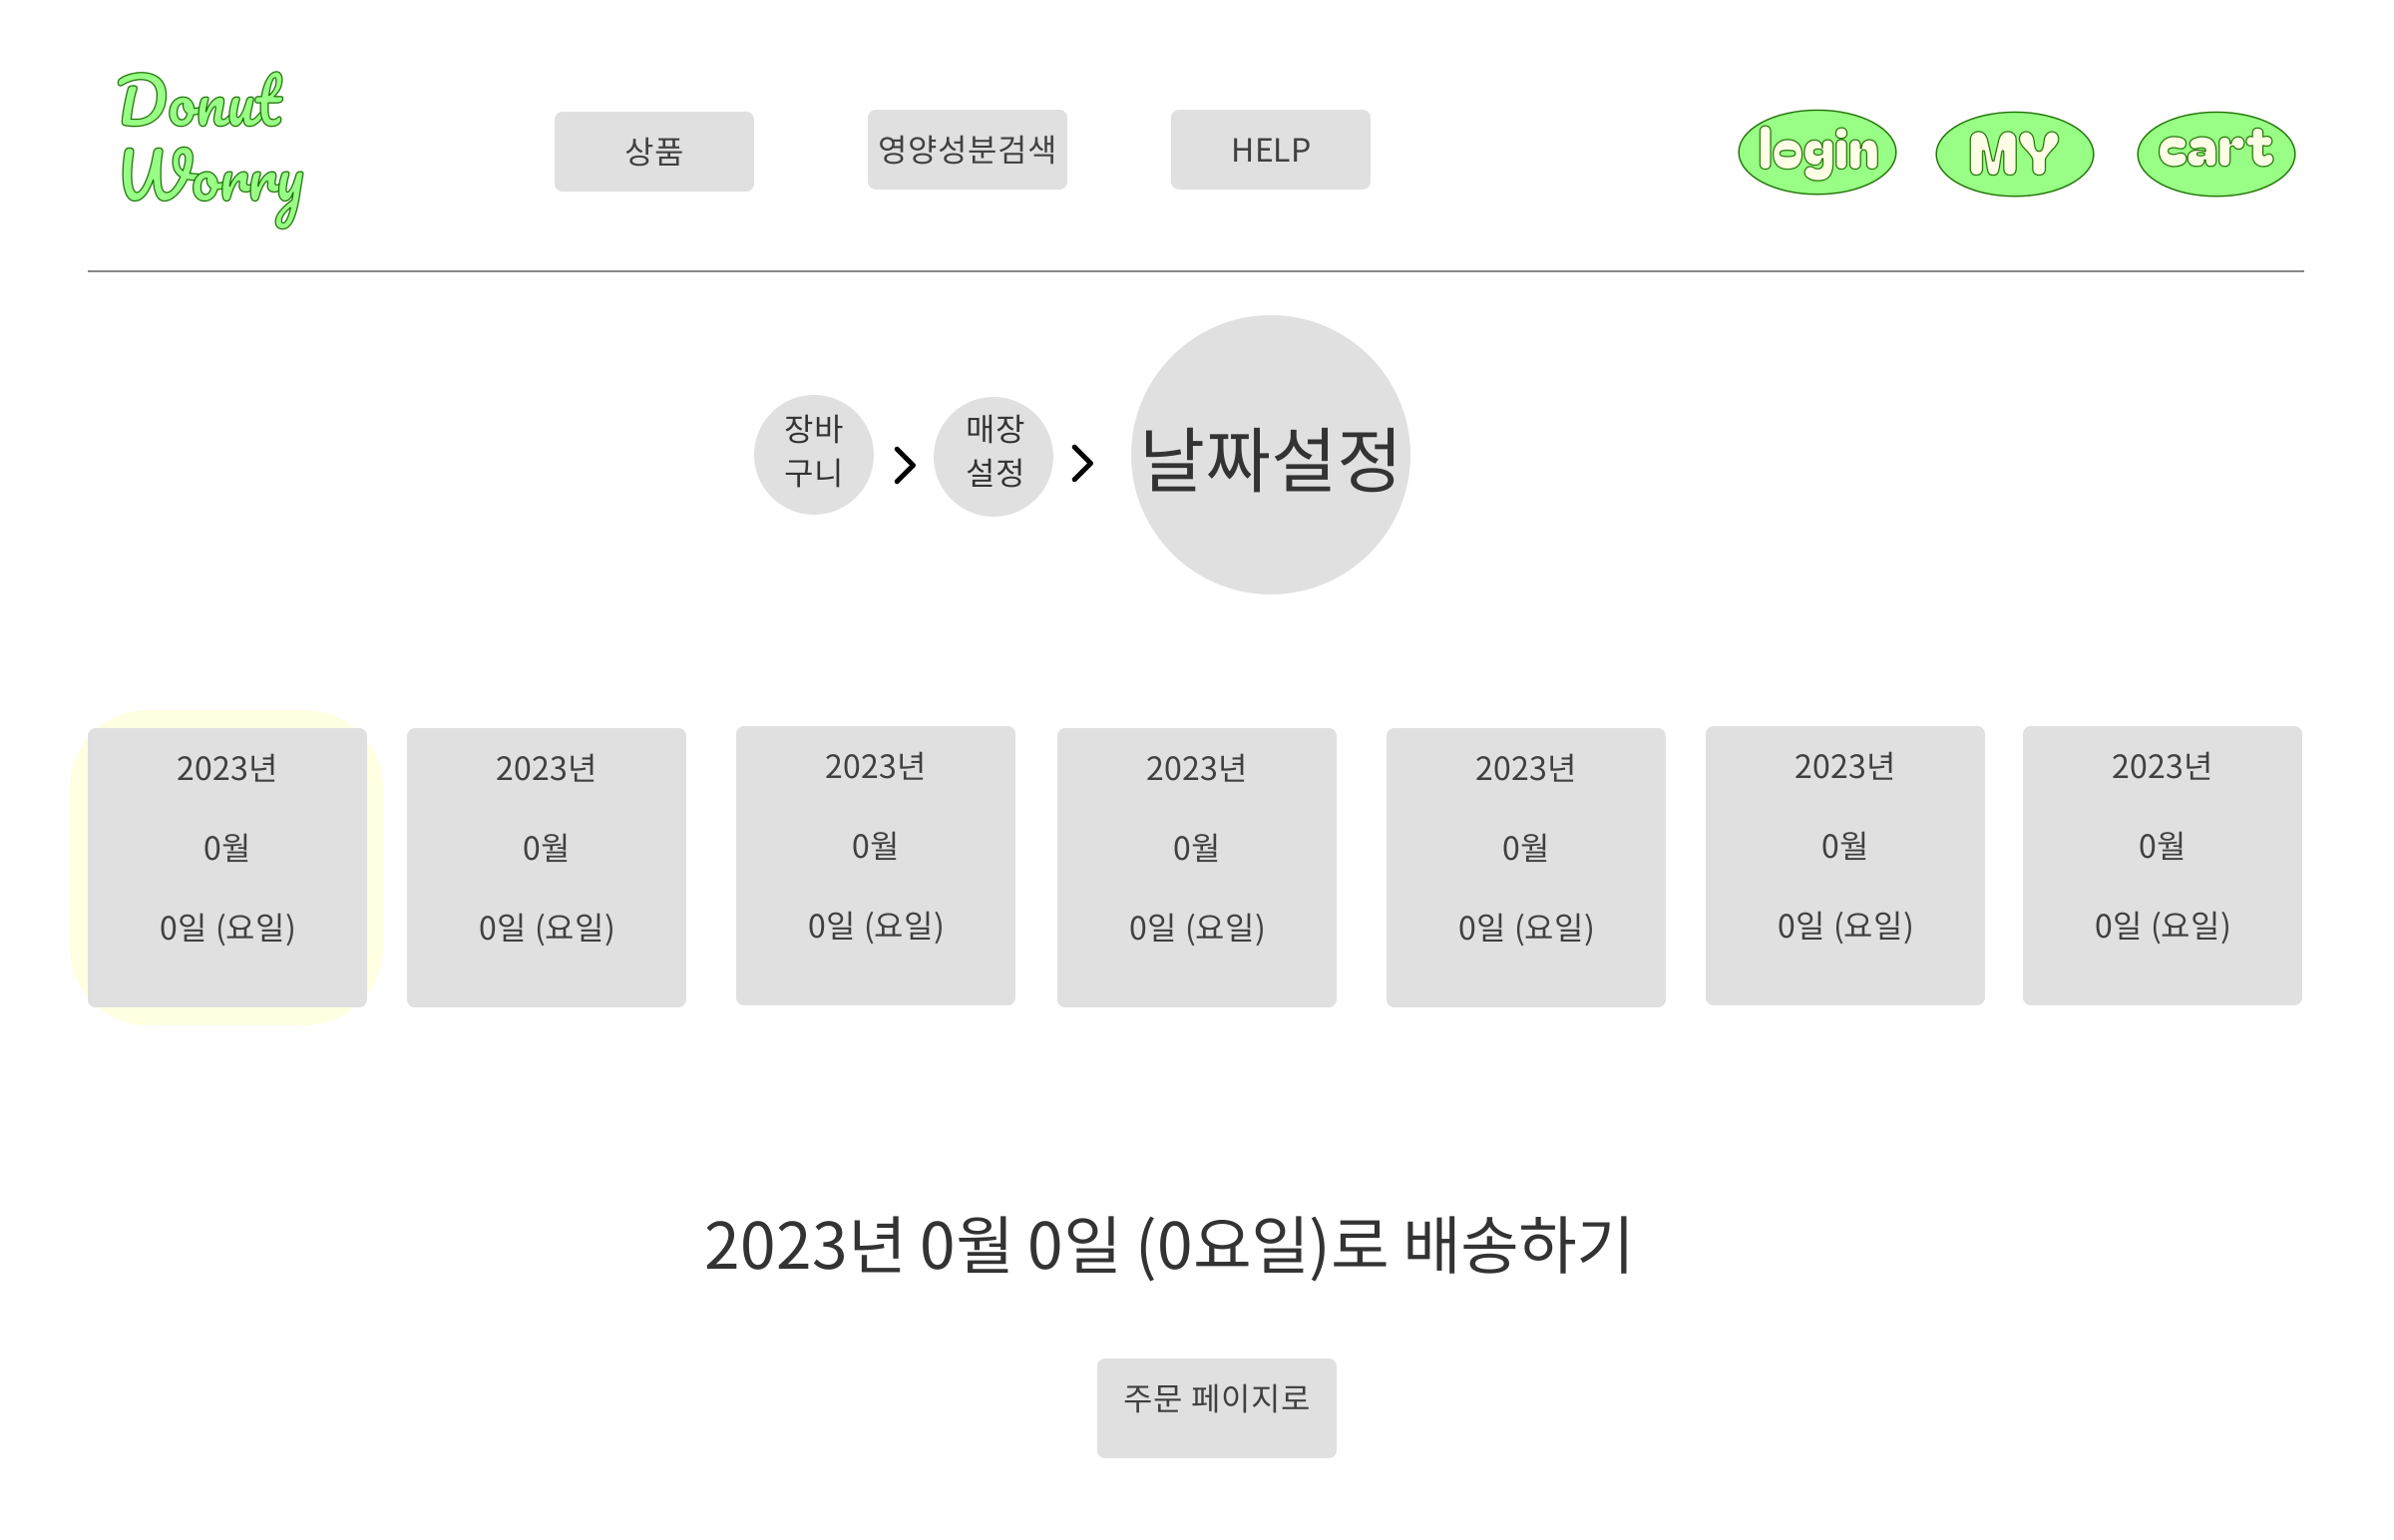 Donut
Worry
상품
영양성분검색
HELP
login
MY
cart
장바
구니
매장
설정
날짜설정
2023년
0월
0일 (요일)
2023년
0월
0일 (요일)
2023년
0월
0일 (요일)
2023년
0월
0일 (요일)
2023년
0월
0일 (요일)
2023년
0월
0일 (요일)
2023년
0월
0일 (요일)
2023년 0월 0일 (0요일)로 배송하기
주문 페이지로